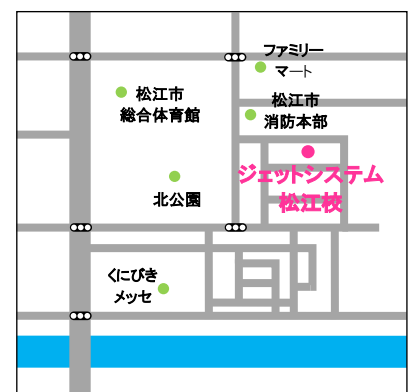 ファミリー
マート
松江市
総合体育館
松江市
消防本部
ジェットシステム
松江校
北公園
くにびき
メッセ